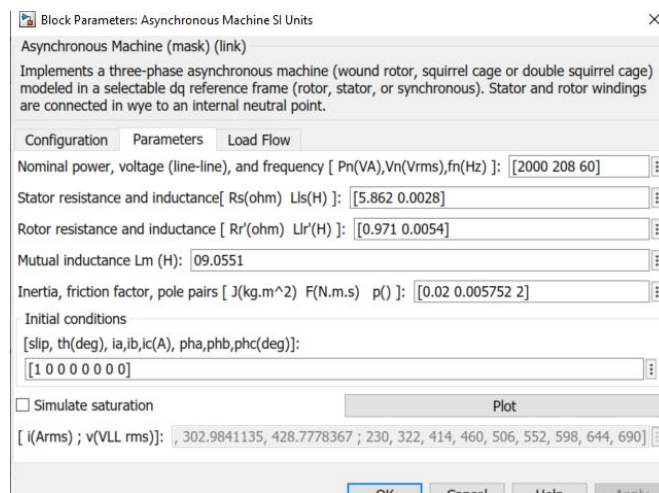 Block Parameters: Asynchronous Machine SI Units
Asynchronous Machine (mask) (link)
Implements a three-phase asynchronous machine (wound rotor, squirrel cage or double squirrel cage)
modeled in a selectable dq reference frame (rotor, stator, or synchronous). Stator and rotor windings
are connected in wye to an internal neutral point.
Configuration Parameters Load Flow
Nominal power, voltage (line-line), and frequency [ Pn(VA),Vn(Vrms),fn(Hz) ]: [2000 208 60]
Stator resistance and inductance[ Rs(ohm) Lls(H) ]: [5.862 0.0028]
Rotor resistance and inductance [ Rr'(ohm) Llr'(H) ]: [0.971 0.0054]
Mutual inductance Lm (H): 09.0551
Inertia, friction factor, pole pairs [ J(kg.m^2) F(N.m.s) p() ]: [0.02 0.005752 2]
Initial conditions
[slip, th(deg), ia,ib,ic(A), pha,phb,phc(deg)]:
[1 0 0 0 0 0 0 0]
Simulate saturation Plot
[ i(Arms) ; v(VLL rms)]: , 302.9841135, 428.7778367 ; 230, 322, 414, 460, 506, 552, 598, 644, 690]
OK Cancel Help Apply